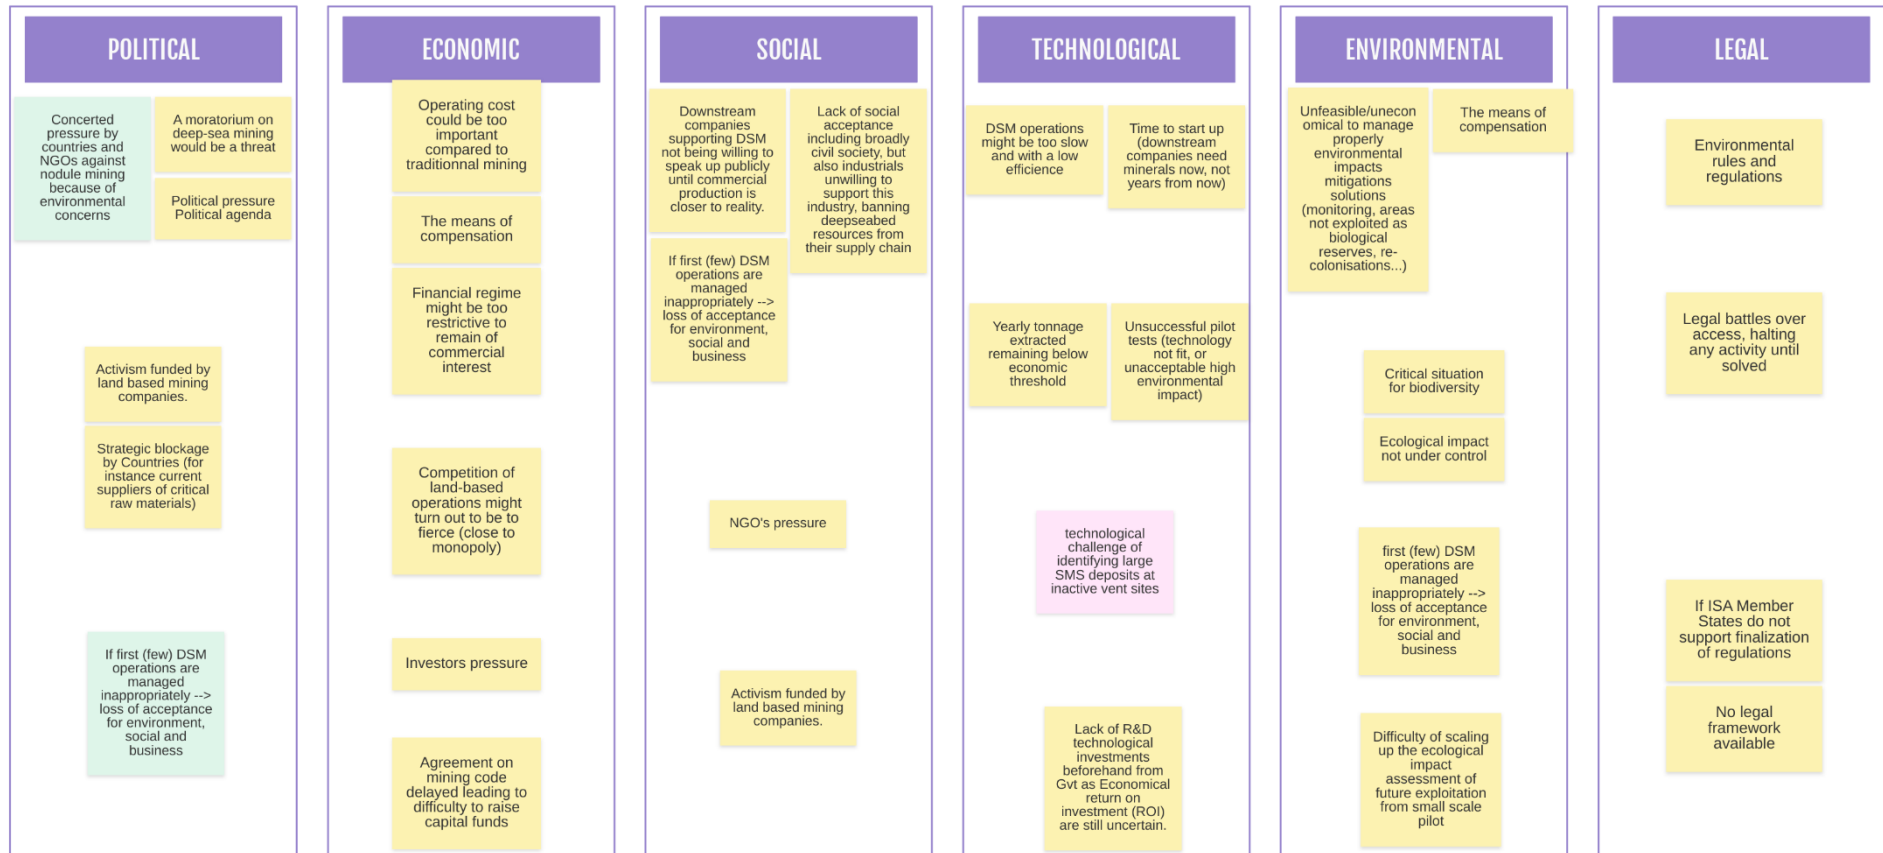 POLITICAL
Concerted
pressure by
countries and
NGOs against
nodule mining
because of
environmental
concerns
A moratorium on
deep-sea mining
would be a threat
Political pressure
Political agenda
Activism funded by
land based mining
companies.
Strategic blockage
by Countries (for
instance current
suppliers of critical
raw materials)
If first (few) DSM
operations are
managed
inappropriately -->
loss of acceptance
for environment,
social and
business
ECONOMIC
Operating cost
could be too
important
compared to
traditionnal mining
The means of
compensation
Financial regime
might be too
restrictive to
remain of
commercial
interest
Competition of
land-based
operations might
turn out to be to
fierce (close to
monopoly)
Investors pressure
Agreement on
mining code
delayed leading to
difficulty to raise
capital funds
SOCIAL
Downstream
companies
supporting DSM
not being willing to
speak up publicly
until commercial
production is
closer to reality.
Lack of social
acceptance
including broadly
civil society, but
also industrials
unwilling to
support this
industry, banning
deepseabed
resources from
their supply chain
If first (few) DSM
operations are
managed
inappropriately -->
loss of acceptance
for environment,
social and
business
NGO's pressure
Activism funded by
land based mining
companies.
TECHNOLOGICAL
DSM operations
might be too slow
and with a low
efficience
Time to start up
(downstream
companies need
minerals now, not
years from now)
Yearly tonnage
extracted
remaining below
economic
threshold
Unsuccessful pilot
tests (technology
not fit, or
unacceptable high
environmental
impact)
technological
challenge of
identifying large
SMS deposits at
inactive vent sites
Lack of R&D
technological
investments
beforehand from
Gvt as Economical
return on
investment (ROI)
are still uncertain.
ENVIRONMENTAL
Unfeasible/unecon
omical to manage
properly
environmental
impacts
mitigations
solutions
(monitoring, areas
not exploited as
biological
reserves, re-
colonisations...)
The means of
compensation
Critical situation
for biodiversity
Ecological impact
not under control
first (few) DSM
operations are
managed
inappropriately -->
loss of acceptance
for environment,
social and
business
Difficulty of scaling
up the ecological
impact
assessment of
future exploitation
from small scale
pilot
LEGAL
Environmental
rules and
regulations
Legal battles over
access, halting
any activity until
solved
If ISA Member
States do not
support finalization
of regulations
No legal
framework
available